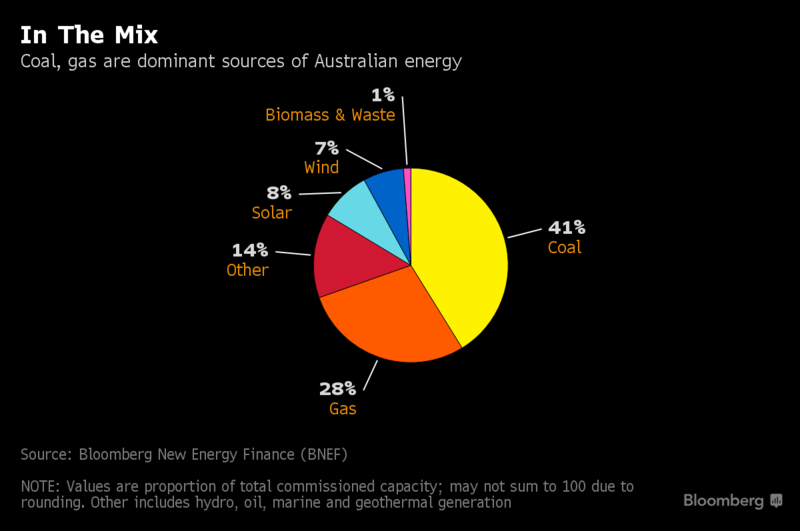 In The Mix
Coal, gas are dominant sources of Australian energy
1%
Biomass & Waste
7%
Wind
8%
Solar
41%
Coal
14%
Other
28%
Gas
Source: Bloomberg New Energy Finance (BNEF)
NOTE: Values are proportion of total commissioned capacity; may not sum to 100 due to
rounding. Other includes hydro, oil, marine and geothermal generation
Bloomberg